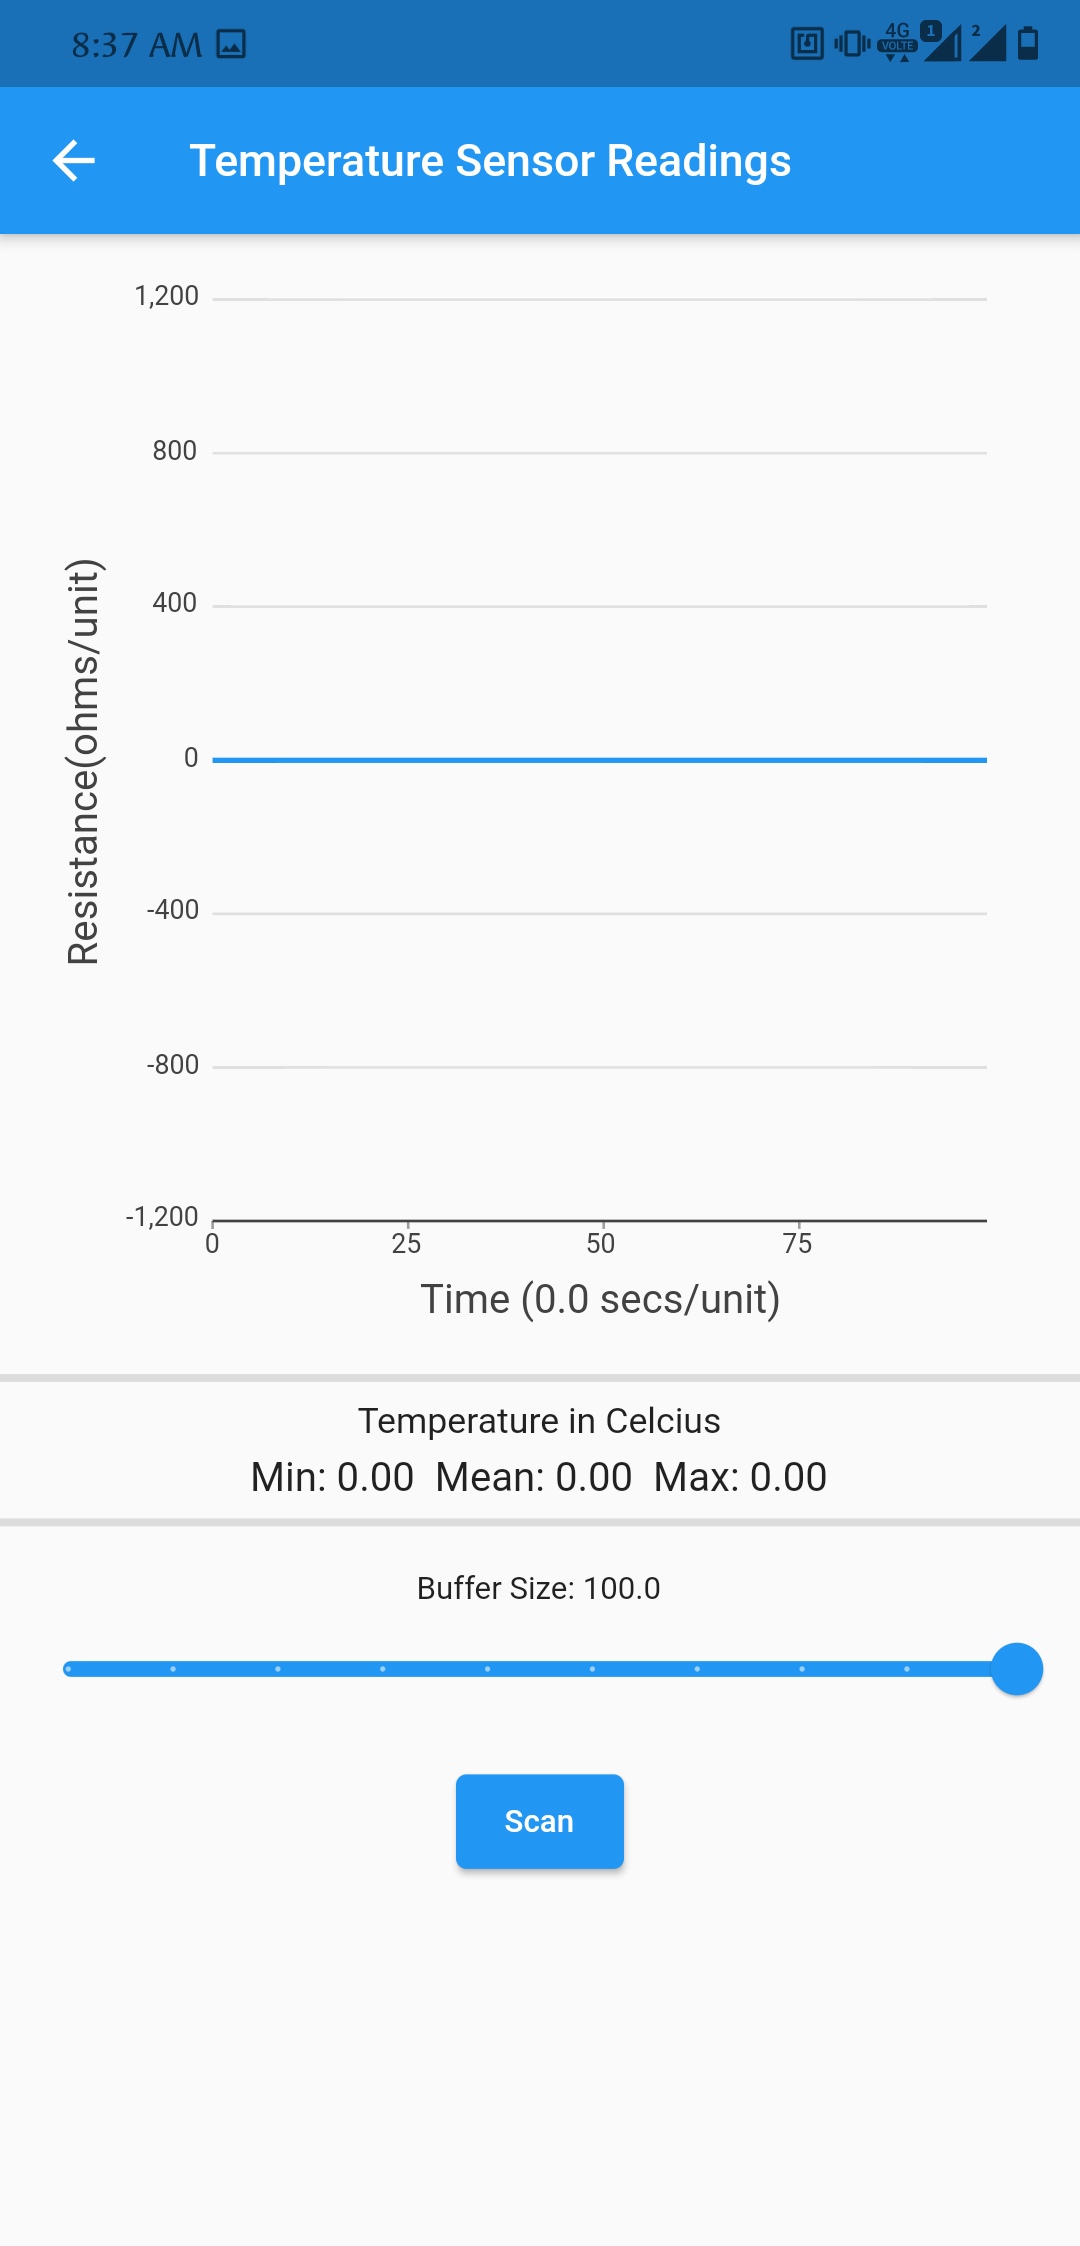 8:37 AM
4G 1 2
VOLTE
Temperature Sensor Readings
1,200
800
400
0
-400
-800
-1,200
Resistance(ohms/unit)
0 25 50 75
Time (0.0 secs/unit)
Temperature in Celcius
Min: 0.00 Mean: 0.00 Max: 0.00
Buffer Size: 100.0
Scan